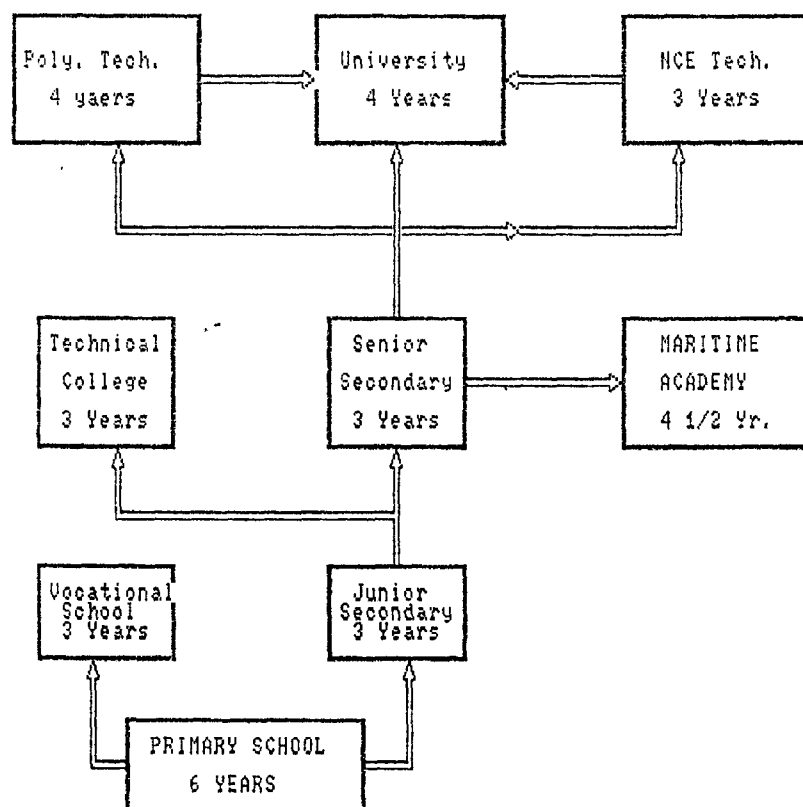 Poly. Tech.
4 yaers
University
4 Years
NCE Tech.
3 Years
Technical
College
3 Years
Senior
Secondary
3 Years
MARITIME
ACADEMY
4 1/2 Yr.
Vocational
School
3 Years
Junior
Secondary
3 Years
PRIMARY SCHOOL
6 YEARS